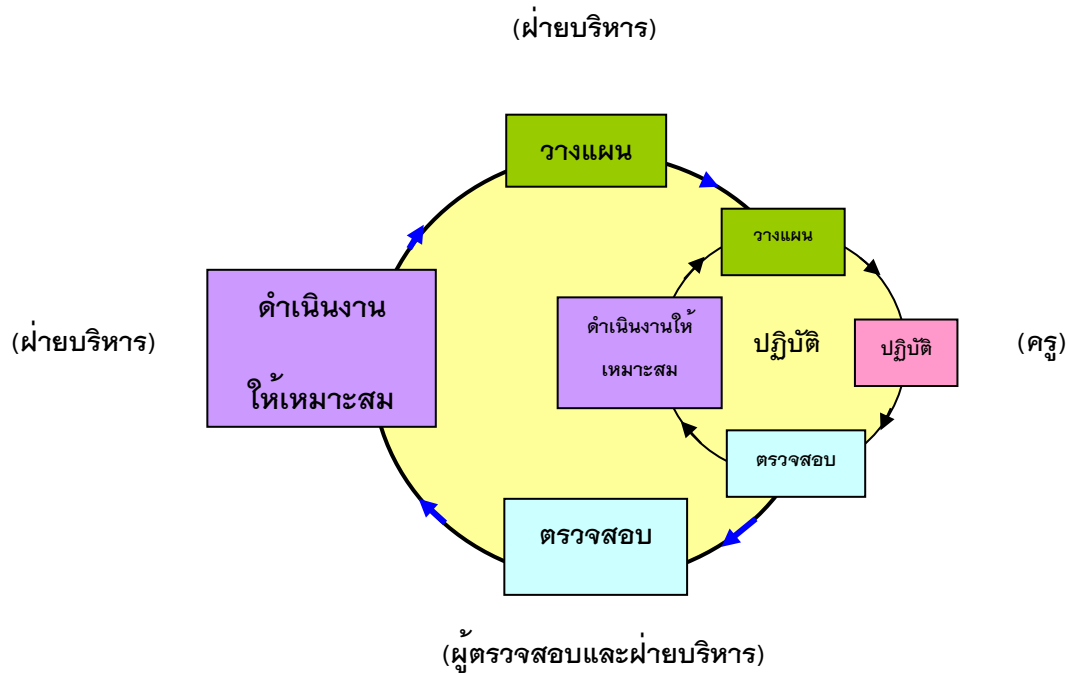 (ฝ่ายบริหาร)
วางแผน
วางแผน
ดำเนินงาน
ให้เหมาะสม
(ฝ่ายบริหาร)
ดำเนินงานให้
เหมาะสม
ปฏิบัติ
ปฏิบัติ
(ครู)
ตรวจสอบ
ตรวจสอบ
(ผู้ตรวจสอบและฝ่ายบริหาร)